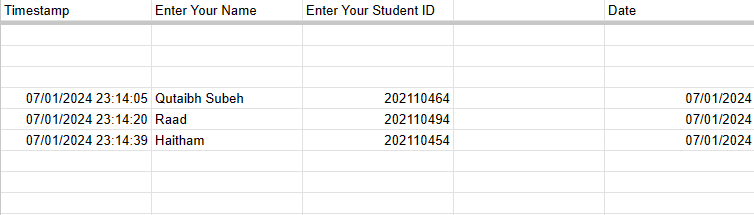 Timestamp Enter Your Name Enter Your Student ID Date
07/01/2024 23:14:05 Qutaibh Subeh 202110464 07/01/2024
07/01/2024 23:14:20 Raad 202110494 07/01/2024
07/01/2024 23:14:39 Haitham 202110454 07/01/2024